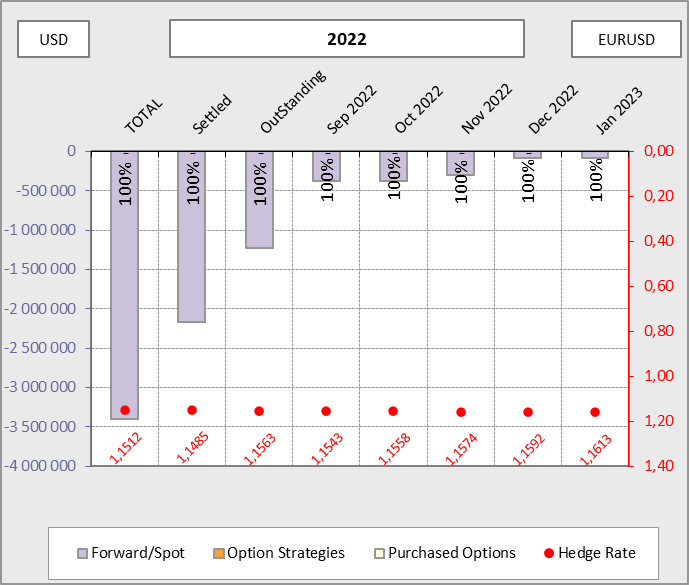 USD
2022
EURUSD
TOTAL
Settled
OutStanding
Sep 2022
Oct 2022
Nov 2022
Dec 2022
Jan 2023
0
-500 000
-1 000 000
-1 500 000
-2 000 000
-2 500 000
-3 000 000
-3 500 000
-4 000 000
100%
100%
100%
100%
100%
100%
100%
100%
0,00
0,20
0,40
0,60
0,80
1,00
1,20
1,40
1,1512
1,1485
1,1563
1,1543
1,1558
1,1574
1,1592
1,1613
Forward/Spot
Option Strategies
Purchased Options
Hedge Rate